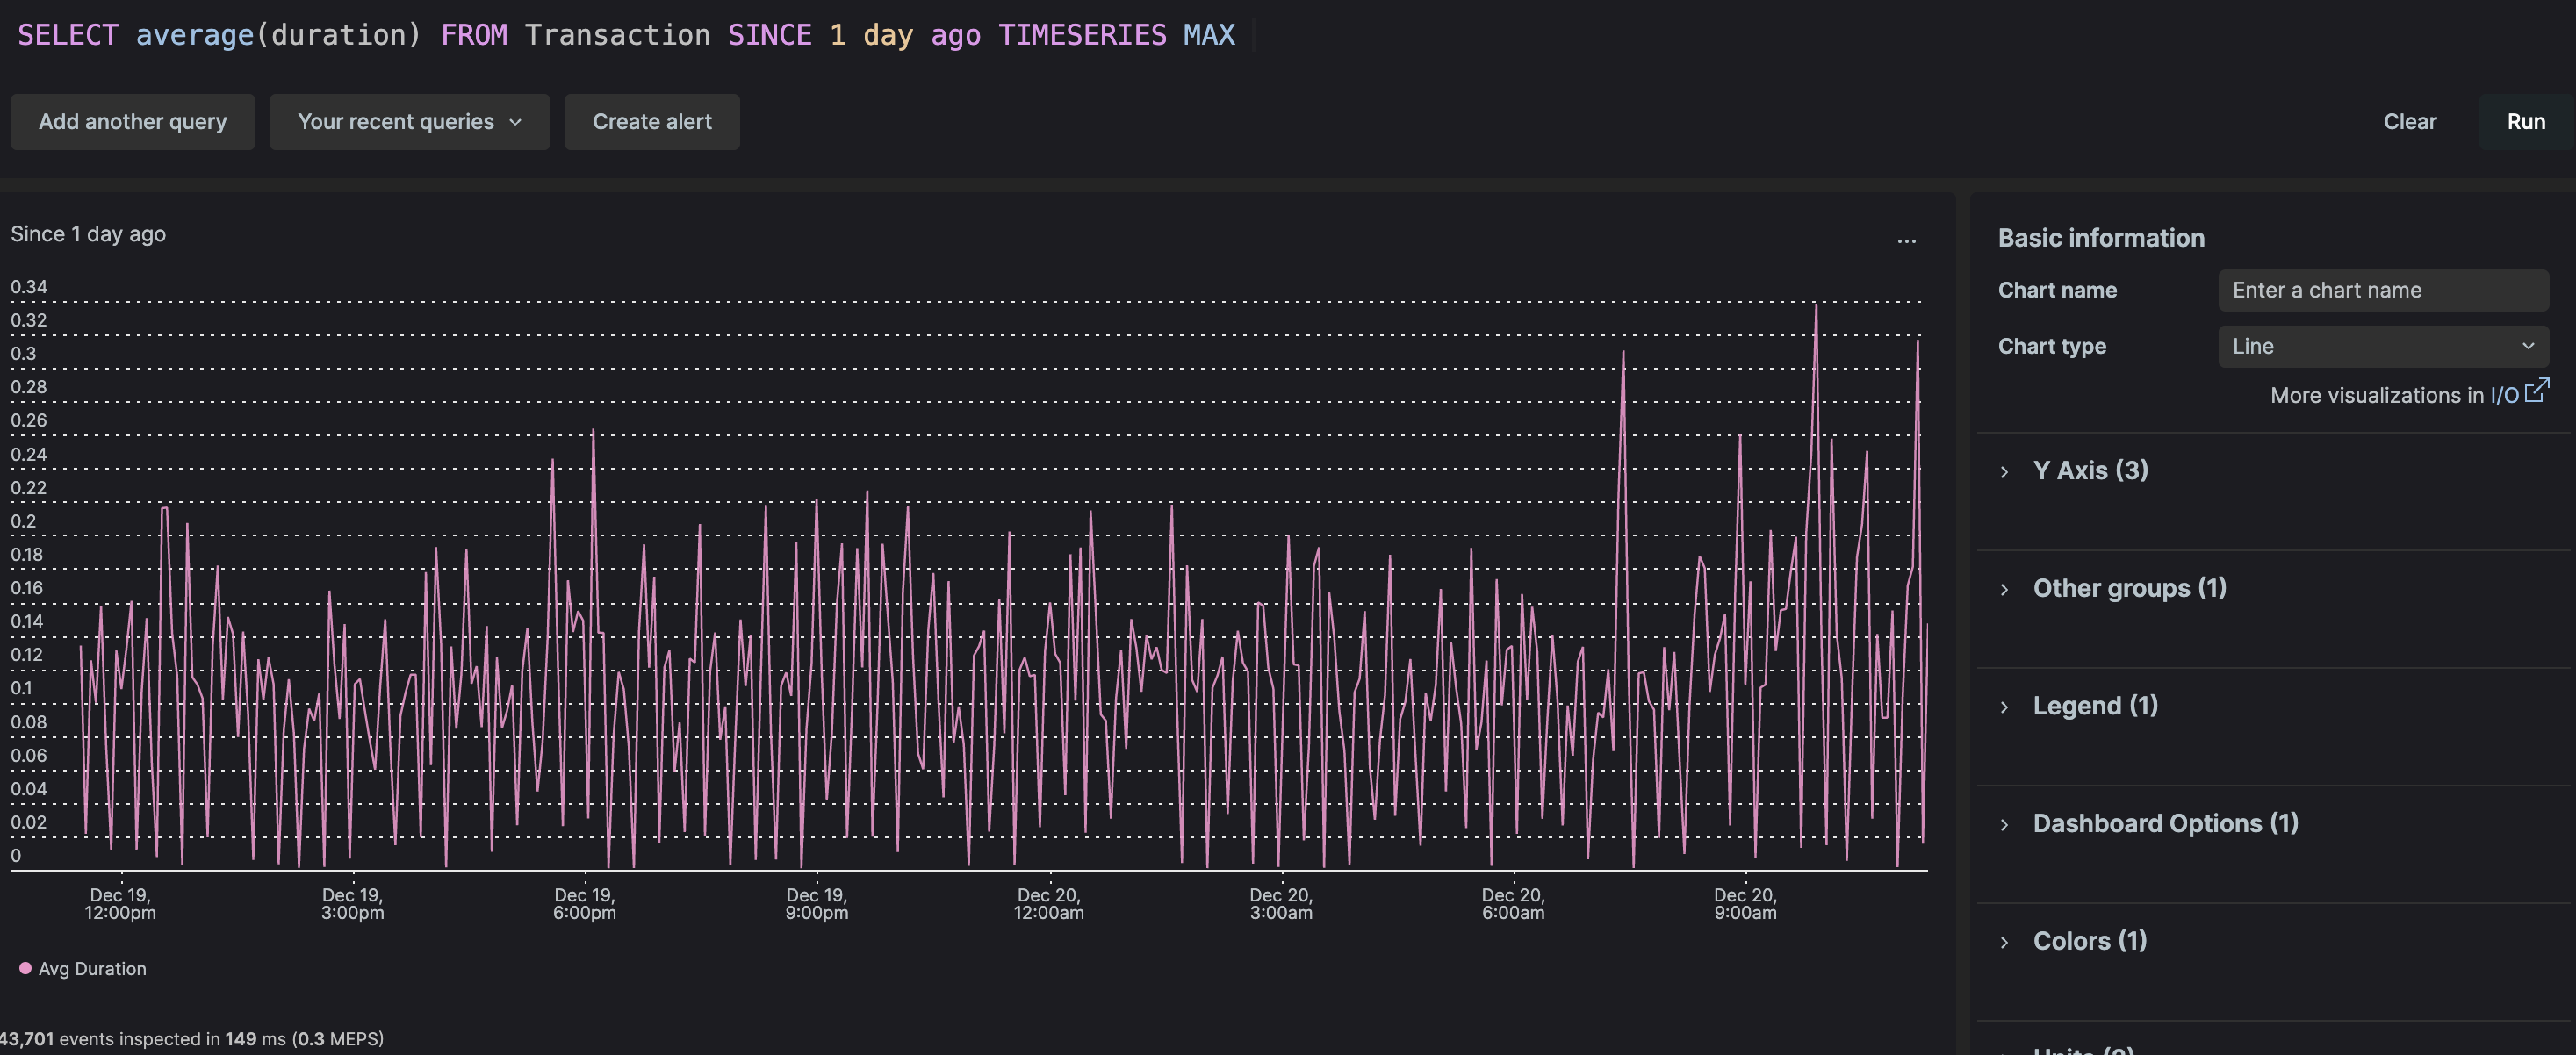 SELECT average(duration) FROM Transaction SINCE 1 day ago TIMESERIES MAX
Add another query
Your recent queries
Create alert
Clear
Run
Since 1 day ago
...
0.34
0.32
0.3
0.28
0.26
0.24
0.22
0.2
0.18
0.16
0.14
0.12
0.1
0.08
0.06
0.04
0.02
0
Dec 19,
12:00pm
Dec 19,
3:00pm
Dec 19,
6:00pm
Dec 19,
9:00pm
Dec 20,
12:00am
Dec 20,
3:00am
Dec 20,
6:00am
Dec 20,
9:00am
Avg Duration
43,701 events inspected in 149 ms (0.3 MEPS)
Basic information
Chart name
Enter a chart name
Chart type
Line
More visualizations in I/O
Y Axis (3)
Other groups (1)
Legend (1)
Dashboard Options (1)
Colors (1)